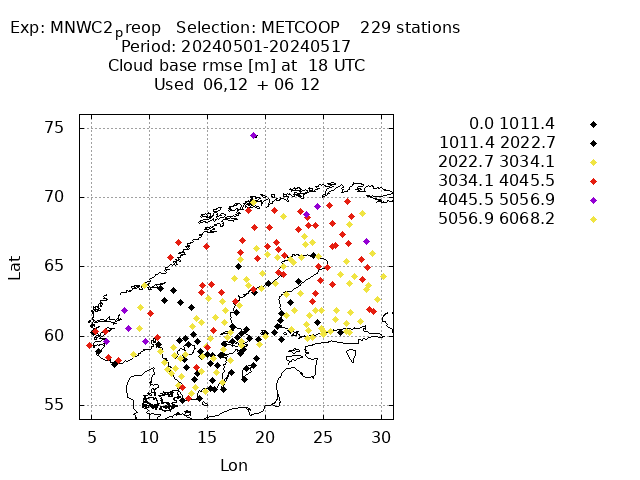 Exp: MNWC2preop Selection: METCOOP 229 stations
Period: 20240501-20240517
Cloud base rmse [m] at 18 UTC
Used 06,12 + 06 12
0.0 1011.4
1011.4 2022.7
2022.7 3034.1
3034.1 4045.5
4045.5 5056.9
5056.9 6068.2
75
70
65
60
55
Lat
5 10 15 20 25 30
Lon